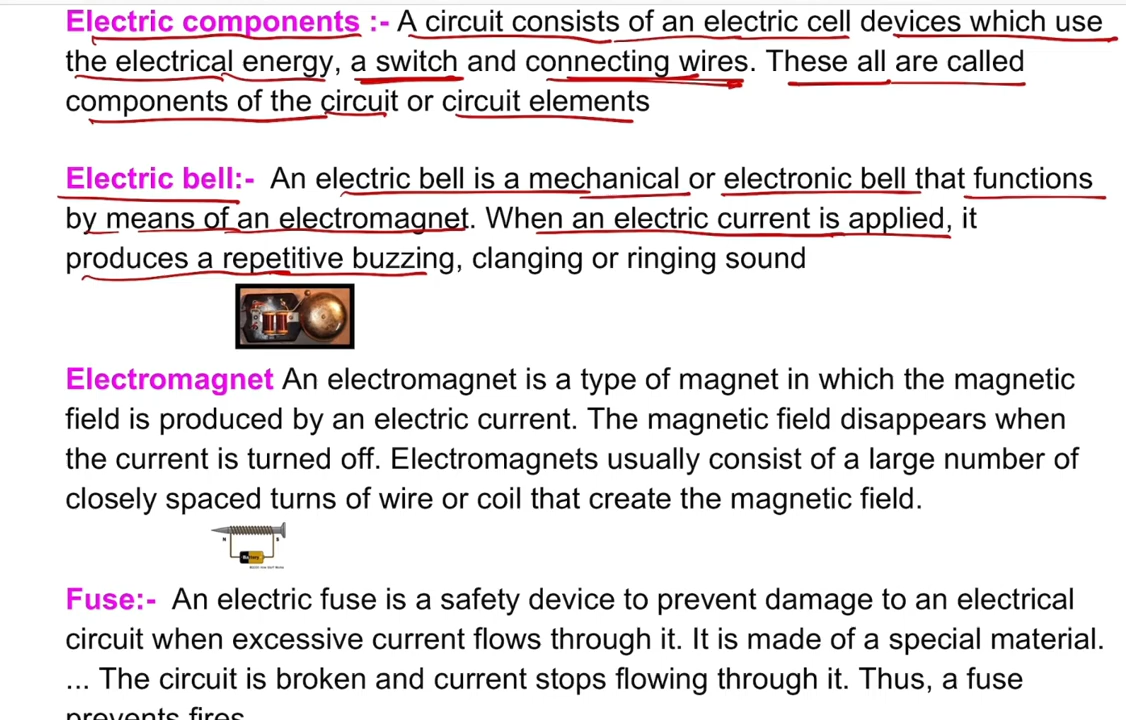 Electric components :- A circuit consists of an electric cell devices which use
the electrical energy, a switch and connecting wires. These all are called
components of the circuit or circuit elements
Electric bell:- An electric bell is a mechanical or electronic bell that functions
by means of an electromagnet. When an electric current is applied, it
produces a repetitive buzzing, clanging or ringing sound
Electromagnet An electromagnet is a type of magnet in which the magnetic
field is produced by an electric current. The magnetic field disappears when
the current is turned off. Electromagnets usually consist of a large number of
closely spaced turns of wire or coil that create the magnetic field.
N
Fuse:- An electric fuse is a safety device to prevent damage to an electrical
circuit when excessive current flows through it. It is made of a special material.
... The circuit is broken and current stops flowing through it. Thus, a fuse
prevents fires